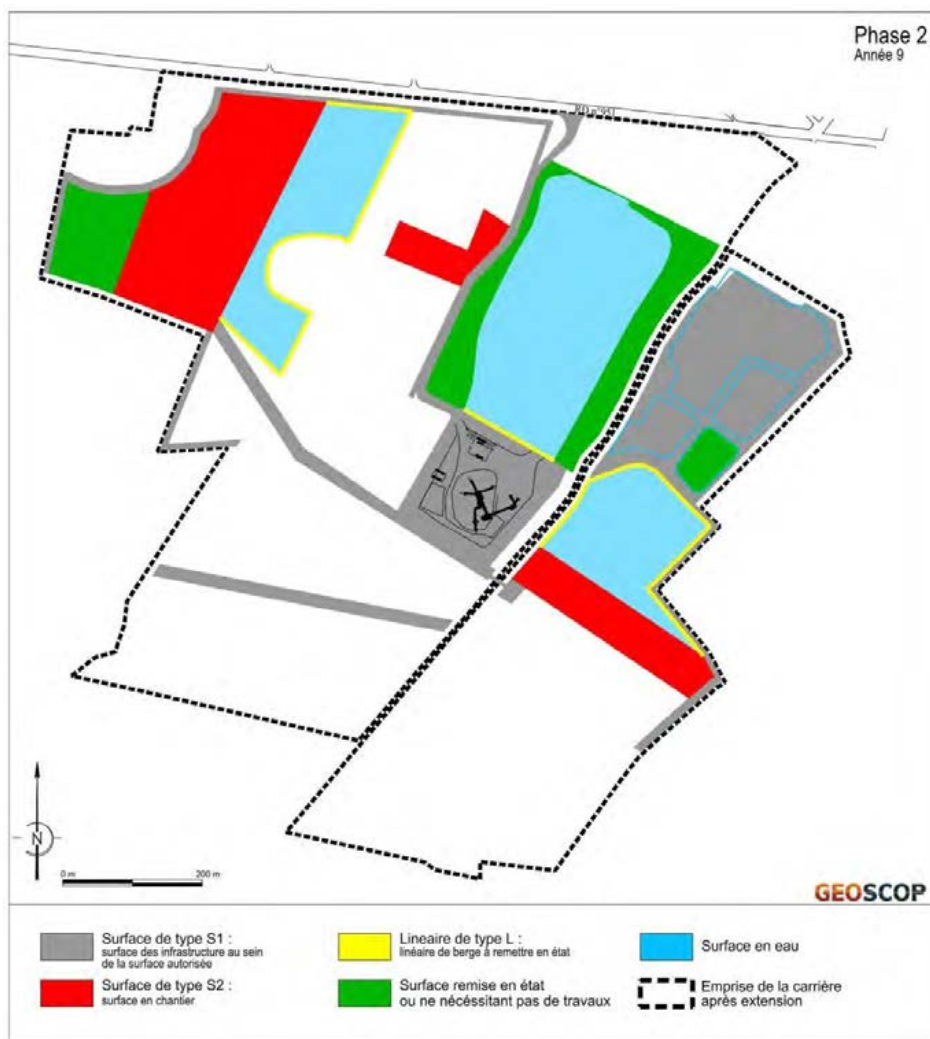 Phase 2
Année 9
N
0 m 200 m
GEOSCOP
Surface de type S1 :
surface des infrastructure au sein
de la surface autorisée
Surface de type S2 :
surface en chantier
Lineaire de type L :
linéaire de berge à remettre en état
Surface remise en état
ou ne nécéssitant pas de travaux
Surface en eau
Emprise de la carrière
après extension